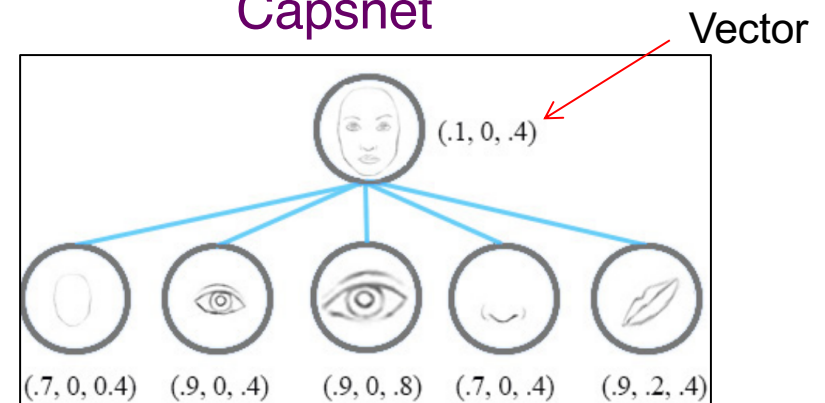 Capsnet
Vector
(.1, 0, .4)
(.7, 0, 0.4) (.9, 0, .4) (.9, 0, .8) (.7, 0, .4) (.9, .2, .4)